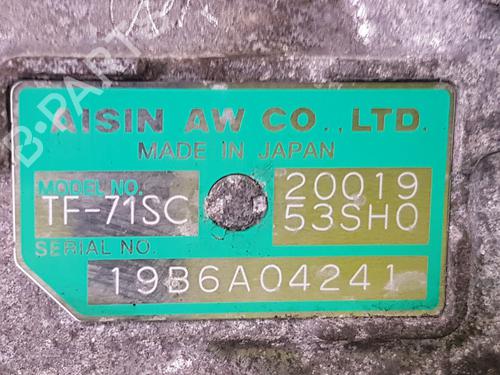 AISIN AW CO., LTD.
MADE IN JAPAN
MODEL NO.
TF-71SC
20019
53SH0
SERIAL NO.
19B6A04241
B-PARTS